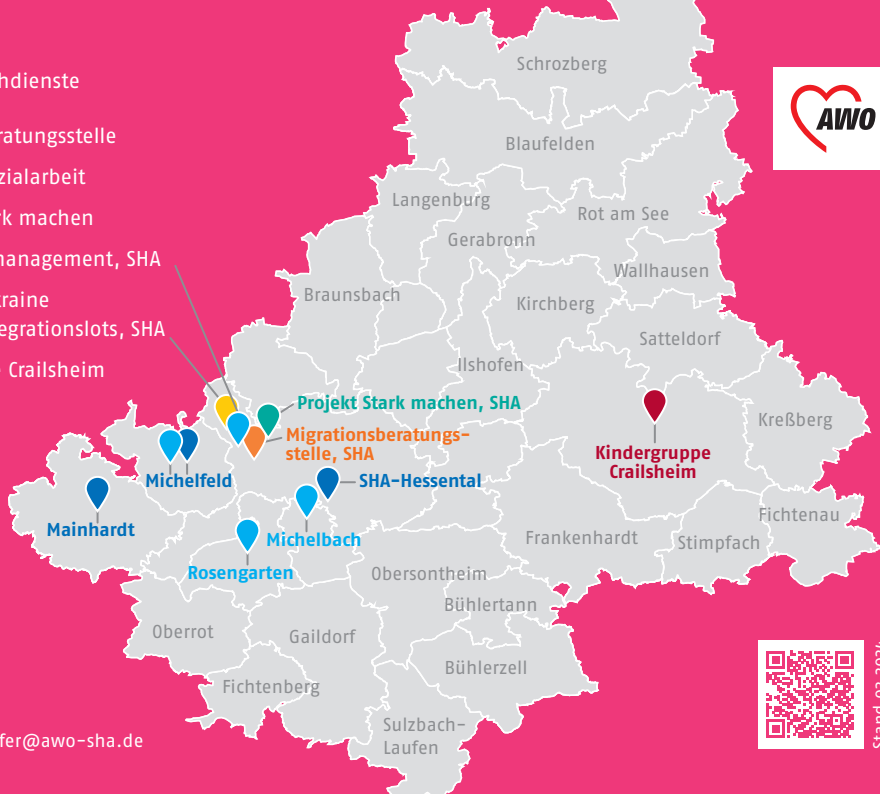 hdienste
ratungsstelle
zialarbeit
rk machen
management, SHA
raine
egrationslots, SHA
Crailsheim
fer@awo-sha.de
AWO
Schrozberg
Blaufelden
Langenburg
Rot am See
Gerabronn
Wallhausen
Braunsbach
Kirchberg
Satteldorf
Ilshofen
Projekt Stark machen, SHA
Kreßberg
Migrationsberatungs-
stelle, SHA
Kindergruppe
Crailsheim
Michelfeld
SHA-Hessental
Mainhardt
Fichtenau
Michelbach
Frankenhardt
Stimpfach
Rosengarten
Obersontheim
Bühlertann
Oberrot
Gaildorf
Bühlerzell
Fichtenberg
Sulzbach-
Laufen